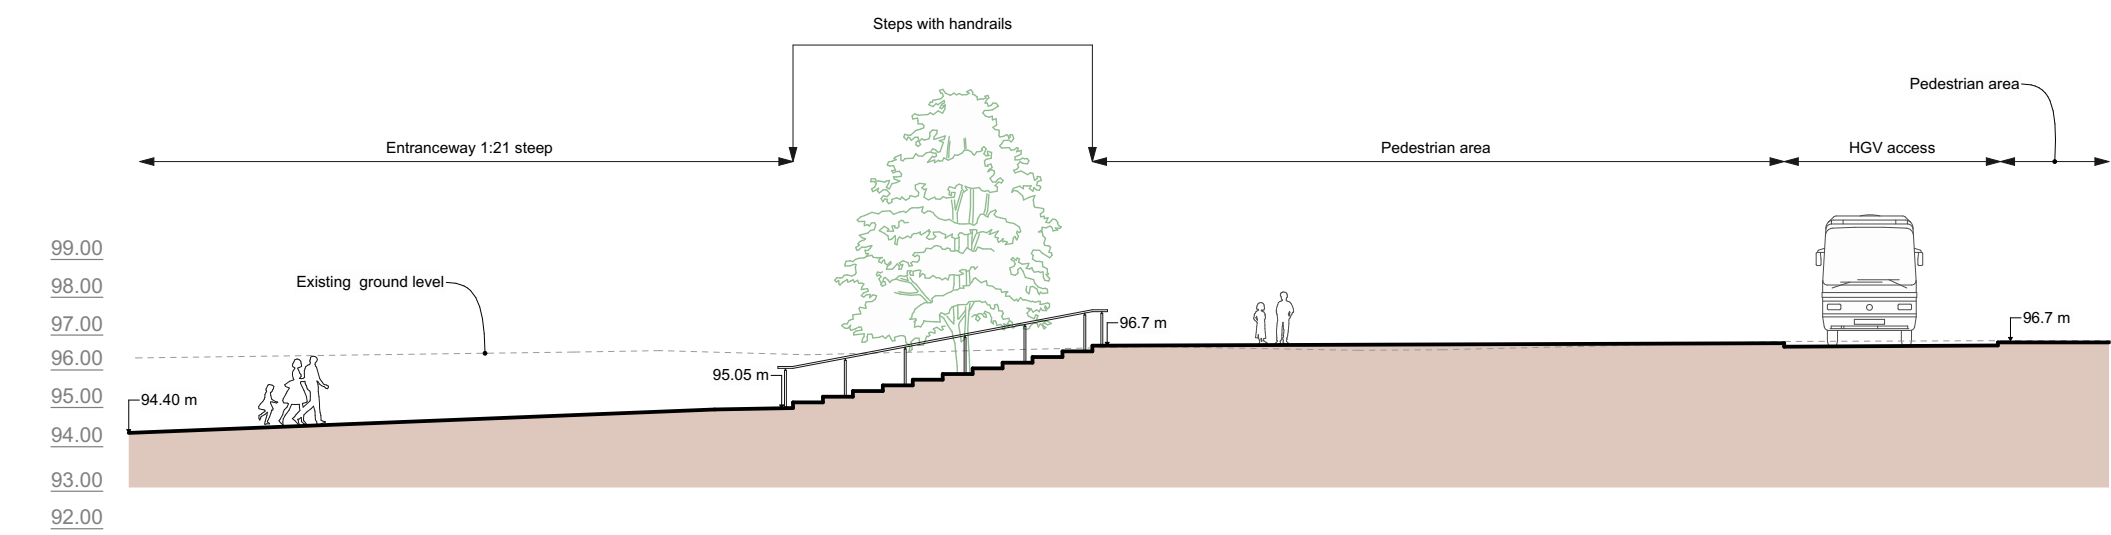 Steps with handrails
Pedestrian area
Entranceway 1:21 steep
Pedestrian area
HGV access
99.00
98.00
97.00
96.00
95.00
94.00
93.00
92.00
Existing ground level
96.7 m
96.7 m
95.05 m
94.40 m